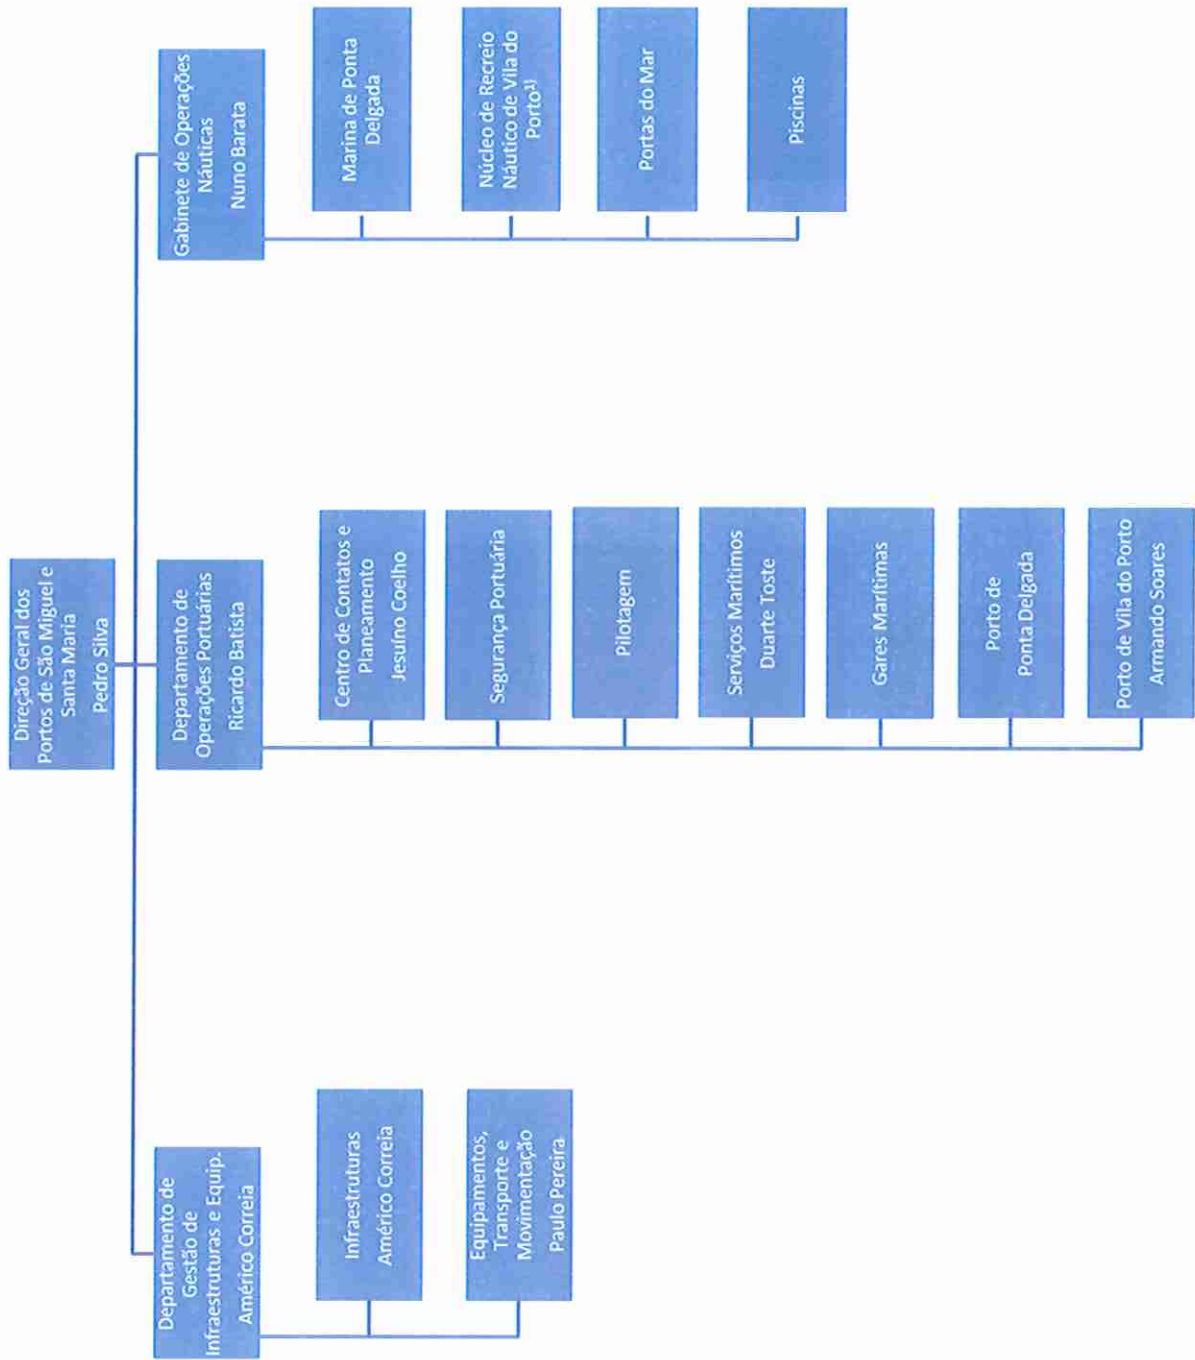 Direção Geral dos
Portos de São Miguel e
Santa Maria
Pedro Silva
Departamento de
Gestão de
Infraestruturas e Equip.
Américo Correia
Infraestruturas
Américo Correia
Equipamentos,
Transporte e
Movimentação
Paulo Pereira
Departamento de
Operações Portuárias
Ricardo Batista
Centro de Contatos e
Planeamento
Jesuíno Coelho
Segurança Portuária
Pilotagem
Serviços Marítimos
Duarte Toste
Gares Marítimas
Porto de
Ponta Delgada
Porto de Vila do Porto
Armando Soares
Gabinete de Operações
Náuticas
Nuno Barata
Marina de Ponta
Delgada
Núcleo de Recreio
Náutico de Vila do
Porto¹⁾
Portas do Mar
Piscinas